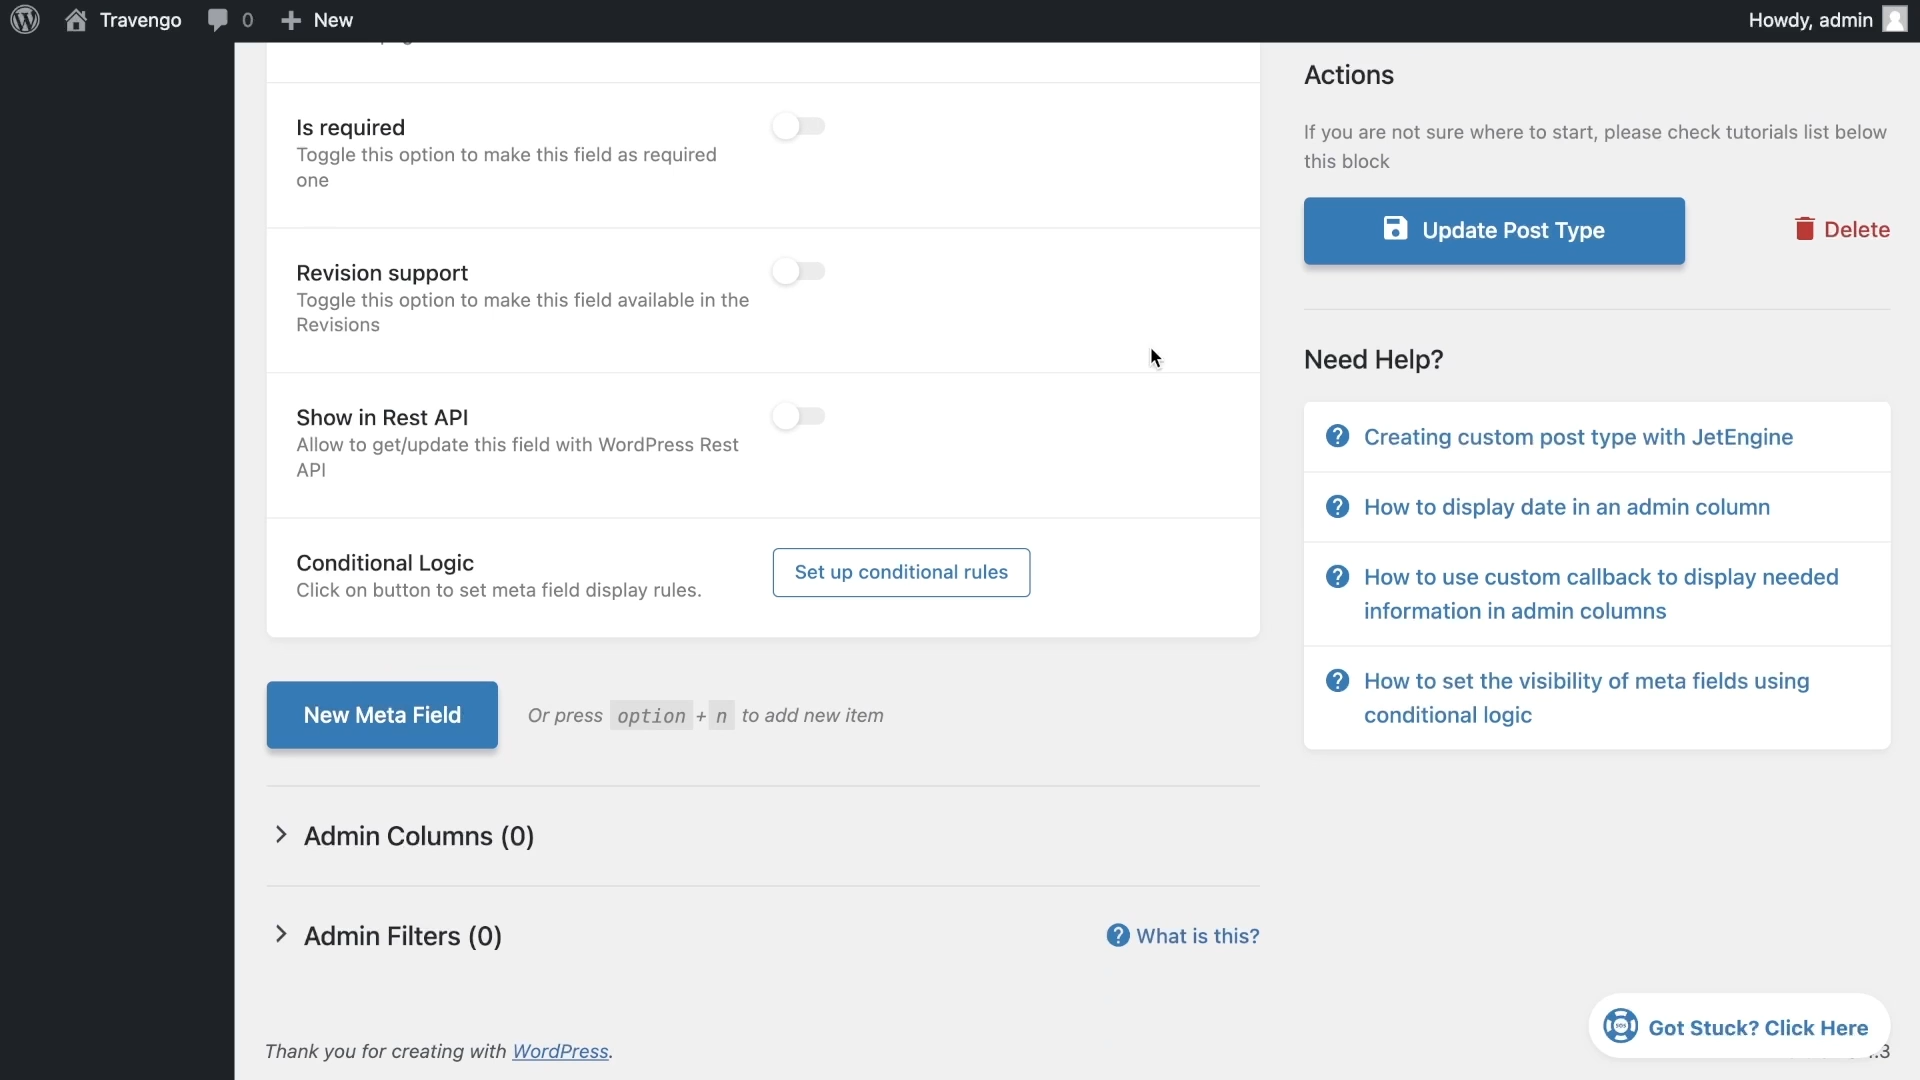 Travengo
0
New
Howdy, admin
Is required
Toggle this option to make this field as required
one
Revision support
Toggle this option to make this field available in the
Revisions
Show in Rest API
Allow to get/update this field with WordPress Rest
API
Conditional Logic
Click on button to set meta field display rules.
Set up conditional rules
New Meta Field
Or press option + n to add new item
Admin Columns (0)
Admin Filters (0)
What is this?
Thank you for creating with WordPress.
Actions
If you are not sure where to start, please check tutorials list below
this block
Update Post Type
Delete
Need Help?
Creating custom post type with JetEngine
How to display date in an admin column
How to use custom callback to display needed
information in admin columns
How to set the visibility of meta fields using
conditional logic
Got Stuck? Click Here